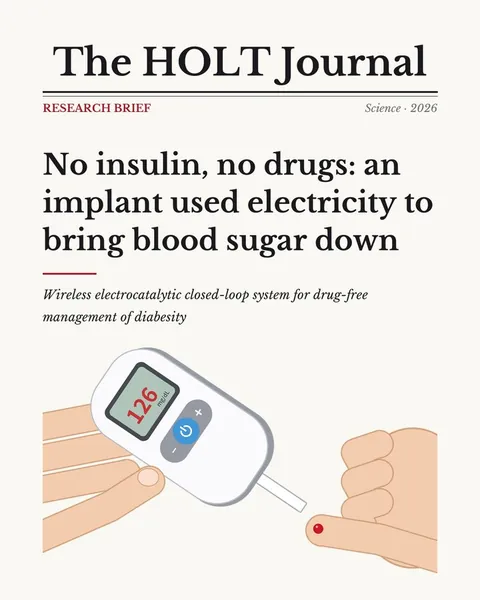 The HOLT Journal
RESEARCH BRIEF
Science · 2026
No insulin, no drugs: an
implant used electricity to
bring blood sugar down
Wireless electrocatalytic closed-loop system for drug-free
management of diabesity
126
mg/dL
+
-